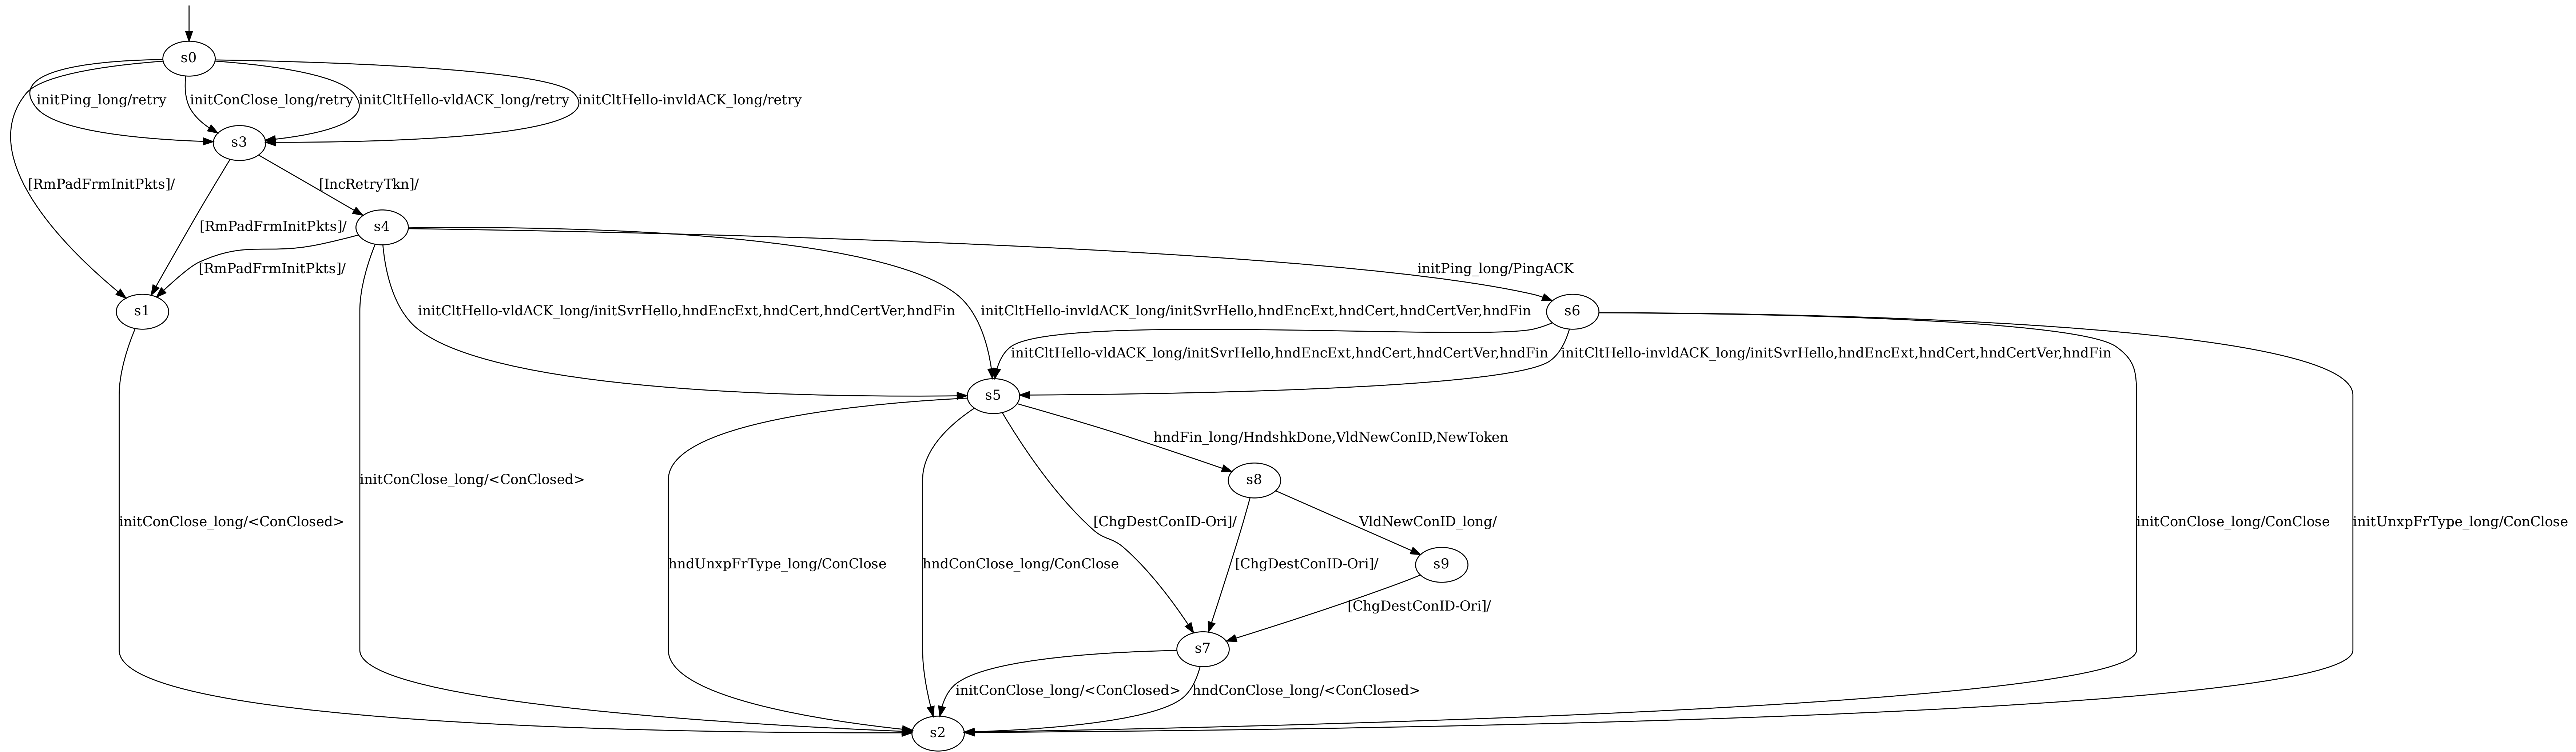 s0
initPing_long/retry
initConClose_long/retry
initCltHello-vldACK_long/retry
initCltHello-invldACK_long/retry
s3
[RmPadFrmInitPkts]/
[IncRetryTkn]/
[RmPadFrmInitPkts]/
s4
[RmPadFrmInitPkts]/
initPing_long/PingACK
s1
initCltHello-vldACK_long/initSvrHello,hndEncExt,hndCert,hndCertVer,hndFin
initCltHello-invldACK_long/initSvrHello,hndEncExt,hndCert,hndCertVer,hndFin
s6
initCltHello-vldACK_long/initSvrHello,hndEncExt,hndCert,hndCertVer,hndFin
initCltHello-invldACK_long/initSvrHello,hndEncExt,hndCert,hndCertVer,hndFin
s5
hndFin_long/HndshkDone,VldNewConID,NewToken
initConClose_long/<ConClosed>
s8
initConClose_long/<ConClosed>
[ChgDestConID-Ori]/
VldNewConID_long/
initConClose_long/ConClose
initUnxpFrType_long/ConClose
hndUnxpFrType_long/ConClose
hndConClose_long/ConClose
[ChgDestConID-Ori]/
s9
[ChgDestConID-Ori]/
s7
initConClose_long/<ConClosed>
hndConClose_long/<ConClosed>
s2